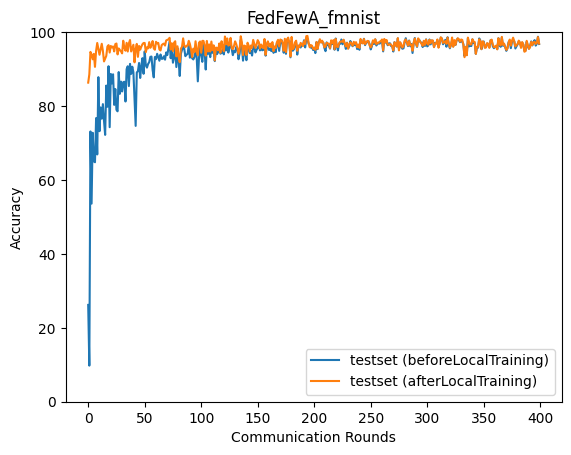 FedFewA_fmnist
100
80
60
40
20
0
Accuracy
0 50 100 150 200 250 300 350 400
Communication Rounds
testset (beforeLocalTraining)
testset (afterLocalTraining)